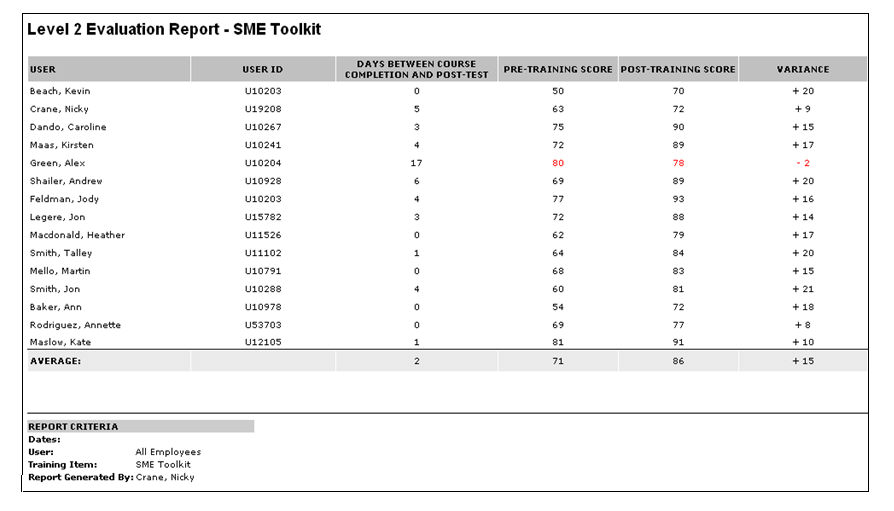 Level 2 Evaluation Report - SME Toolkit
USER USER ID DAYS BETWEEN COURSE COMPLETION AND POST-TEST PRE-TRAINING SCORE POST-TRAINING SCORE VARIANCE
Beach, Kevin U10203 0 50 70 + 20
Crane, Nicky U19208 5 63 72 + 9
Dando, Caroline U10267 3 75 90 + 15
Maas, Kirsten U10241 4 72 89 + 17
Green, Alex U10204 17 80 78 - 2
Shailer, Andrew U10928 6 69 89 + 20
Feldman, Jody U10203 4 77 93 + 16
Legere, Jon U15782 3 72 88 + 14
Macdonald, Heather U11526 0 62 79 + 17
Smith, Talley U11102 1 64 84 + 20
Mello, Martin U10791 0 68 83 + 15
Smith, Jon U10288 4 60 81 + 21
Baker, Ann U10978 0 54 72 + 18
Rodriguez, Annette U53703 0 69 77 + 8
Maslow, Kate U12105 1 81 91 + 10
AVERAGE: 2 71 86 + 15
REPORT CRITERIA
Dates:
User: All Employees
Training Item: SME Toolkit
Report Generated By: Crane, Nicky